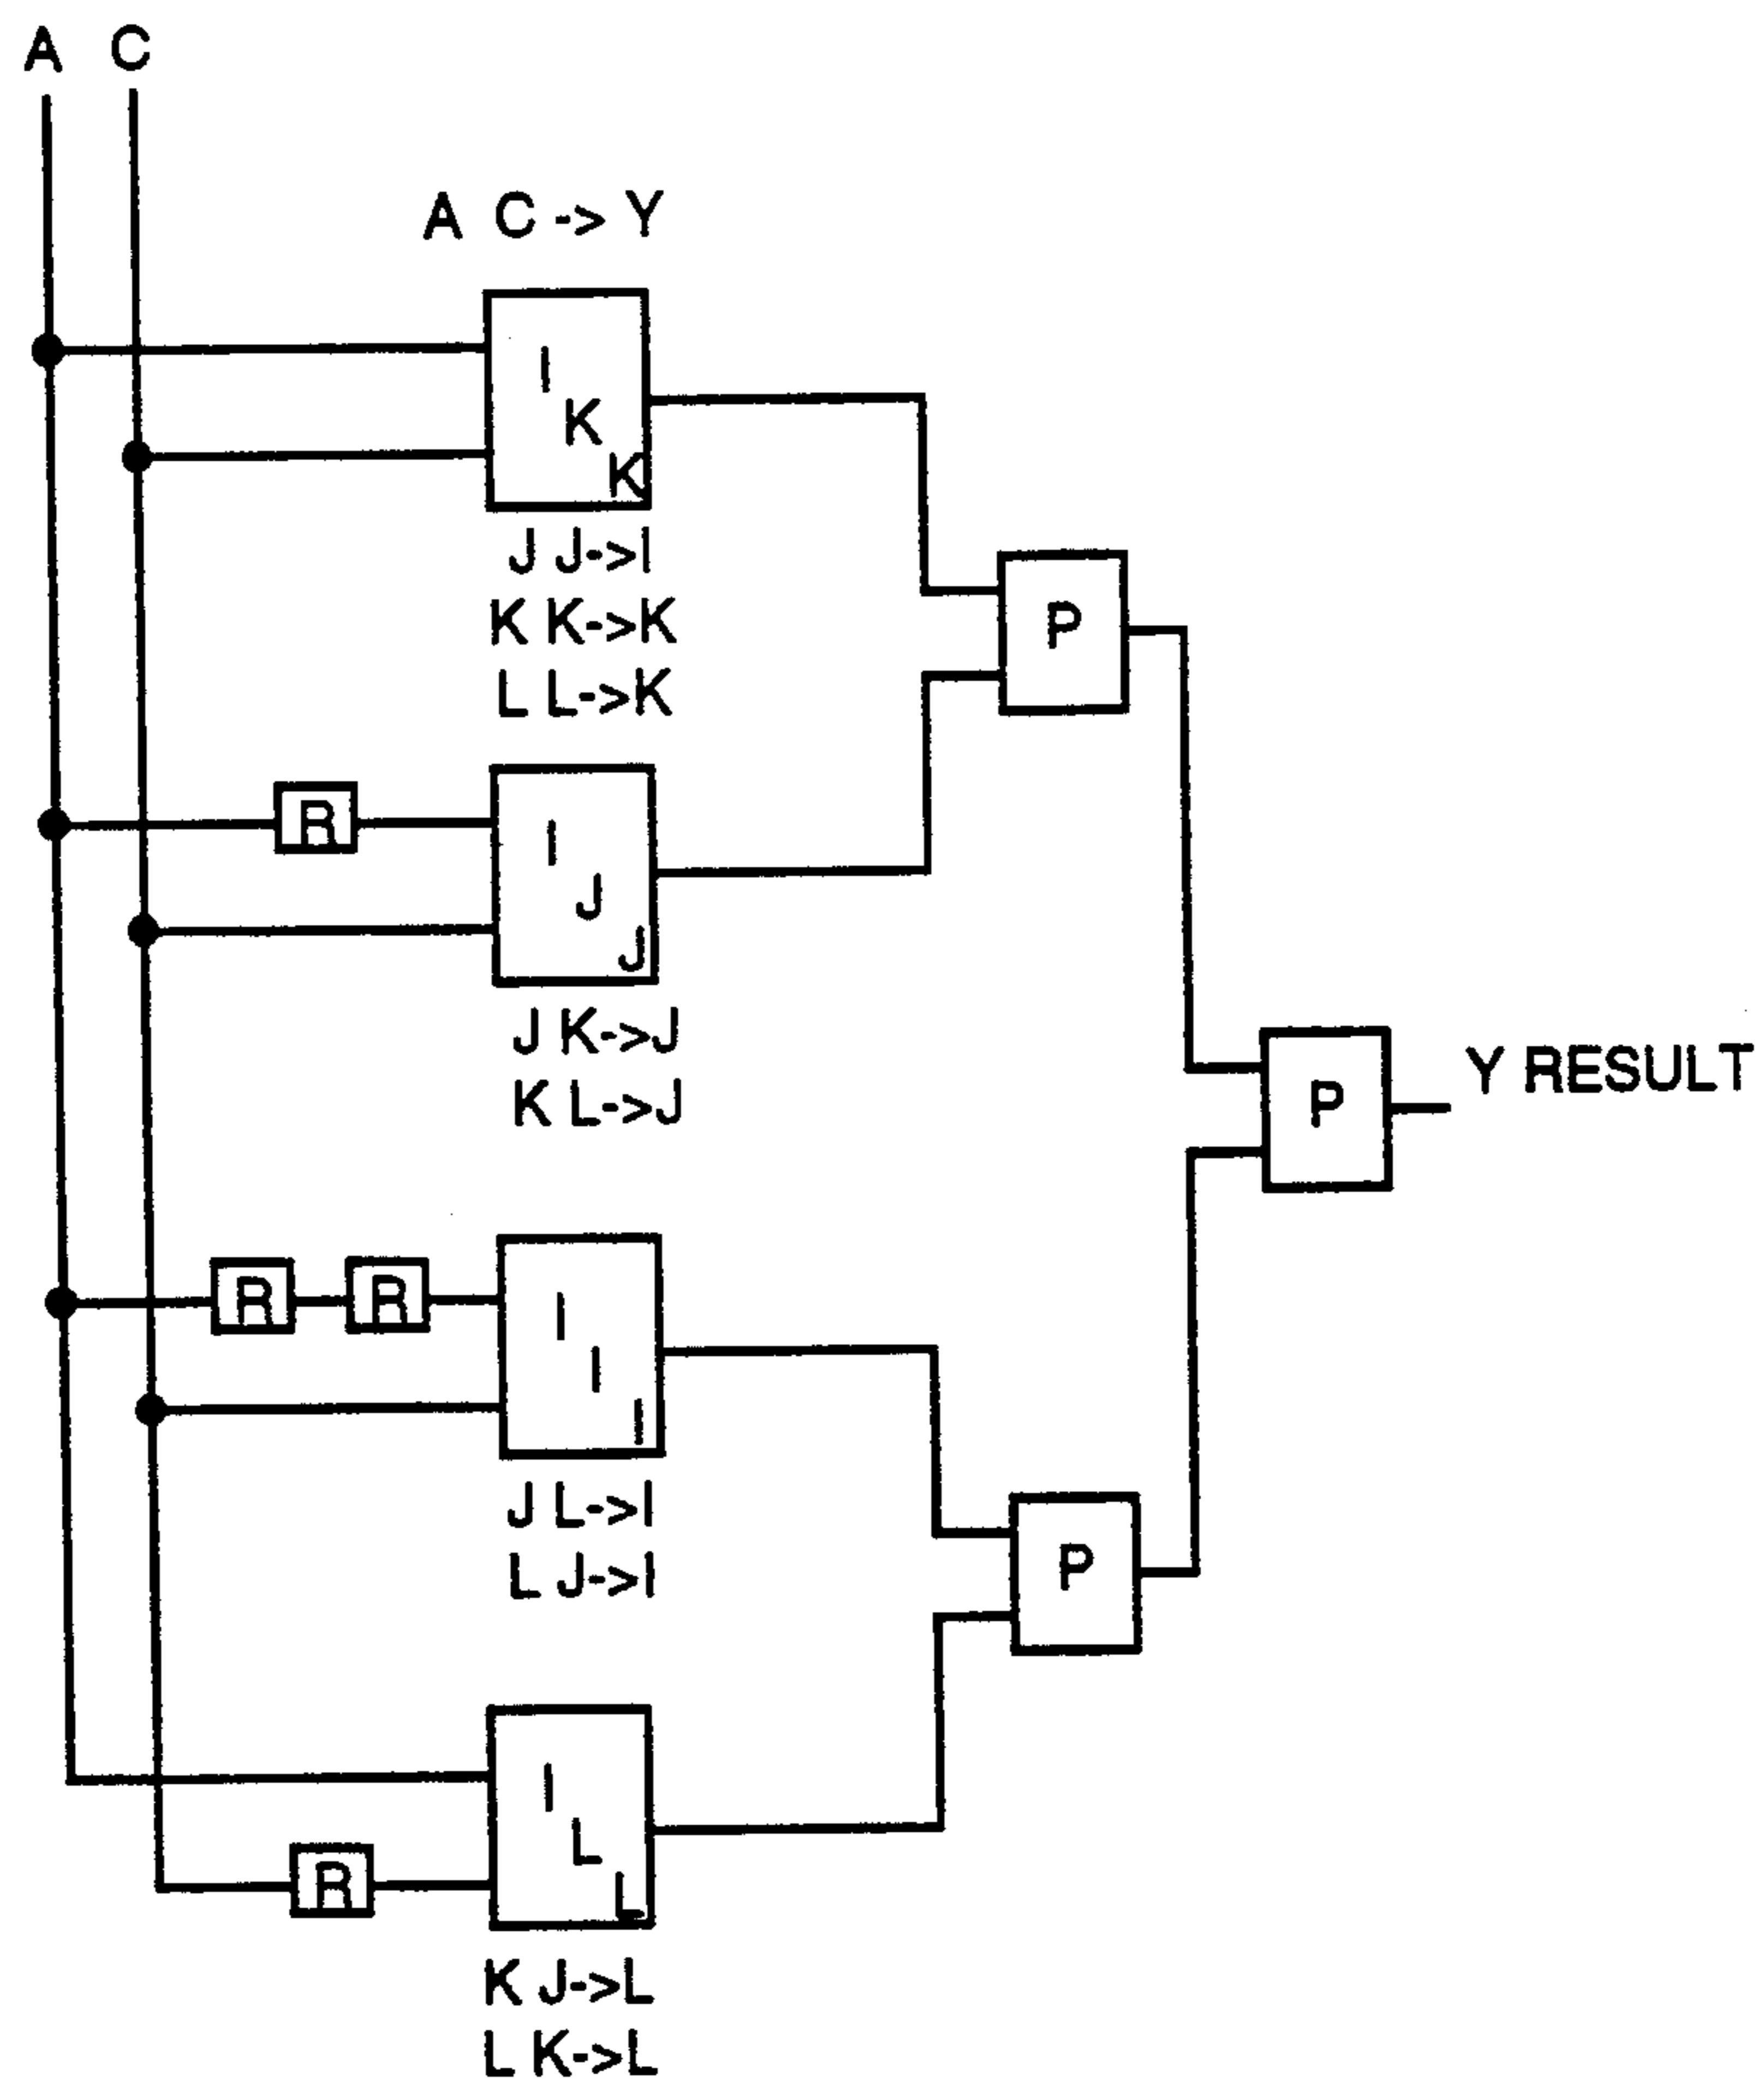 A C
A C -> Y
I
K
K
J J->I
K K->K
L L->K
P
R
I
J
J
J K->J
K L->J
P
Y RESULT
R R
I
I
I
J L->I
L J->I
P
I
L
L
R
K J->L
L K->L